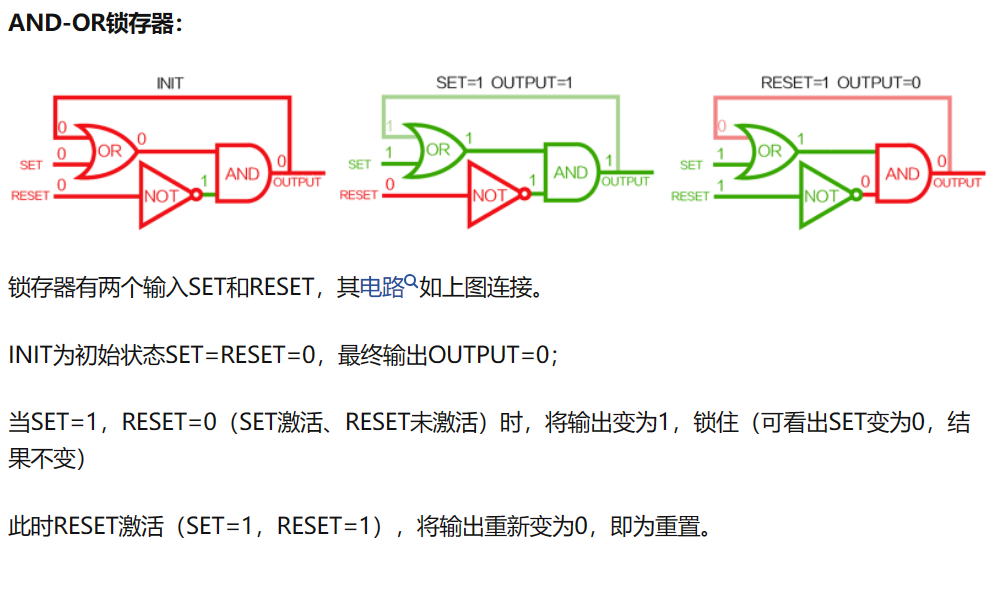 AND-OR锁存器：
INIT
SET=1 OUTPUT=1
RESET=1 OUTPUT=0
0
0
OR
SET
0
RESET
0
NOT
1
AND
0
OUTPUT
1
1
OR
SET
1
RESET
0
NOT
1
AND
1
OUTPUT
0
1
OR
SET
1
RESET
1
NOT
0
AND
0
OUTPUT
锁存器有两个输入SET和RESET，其电路如上图连接。
INIT为初始状态SET=RESET=0，最终输出OUTPUT=0；
当SET=1，RESET=0（SET激活、RESET未激活）时，将输出变为1，锁住（可看出SET变为0，结
果不变）
此时RESET激活（SET=1，RESET=1），将输出重新变为0，即为重置。